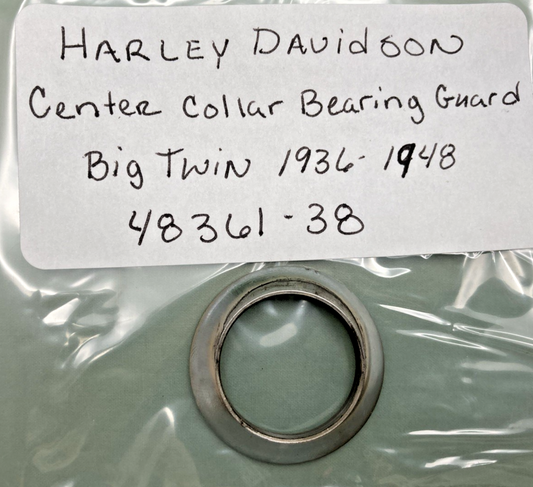 HARLEY DAVidSON
Center Collar Bearing Guard
Big TWiN 1936-1948
48361-38